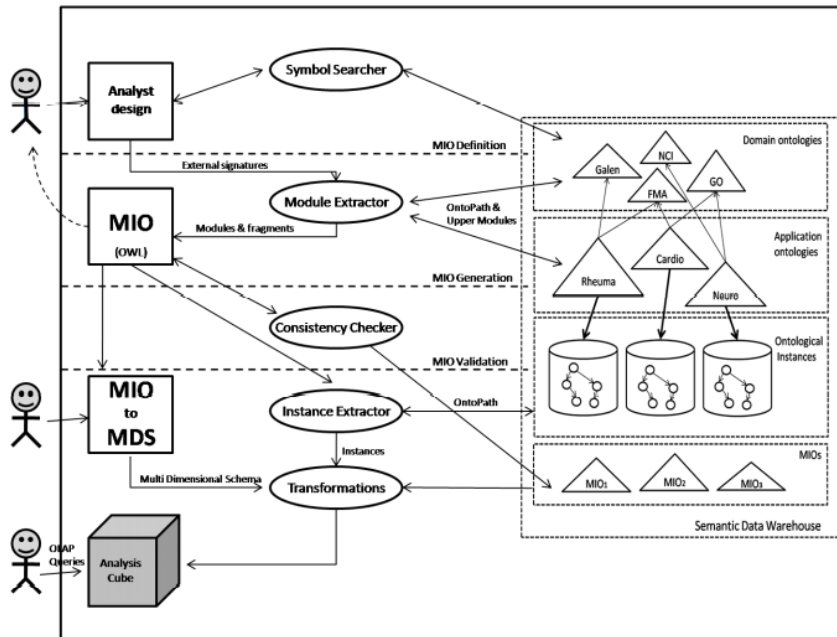 Analyst
design
Symbol Searcher
MIO Definition
External signatures
Module Extractor
OntoPath &
Upper Modules
Modules & fragments
MIO
(OWL)
MIO Generation
Consistency Checker
MIO Validation
MIO
to
MDS
Instance Extractor
OntoPath
Instances
Multi Dimensional Schema
Transformations
OLAP
Queries
Analysis
Cube
Domain ontologies
NCI
Galen
FMA
GO
Application
ontologies
Cardio
Rheuma
Neuro
Ontological
Instances
MIOs
MIO1
MIO2
MIO3
Semantic Data Warehouse